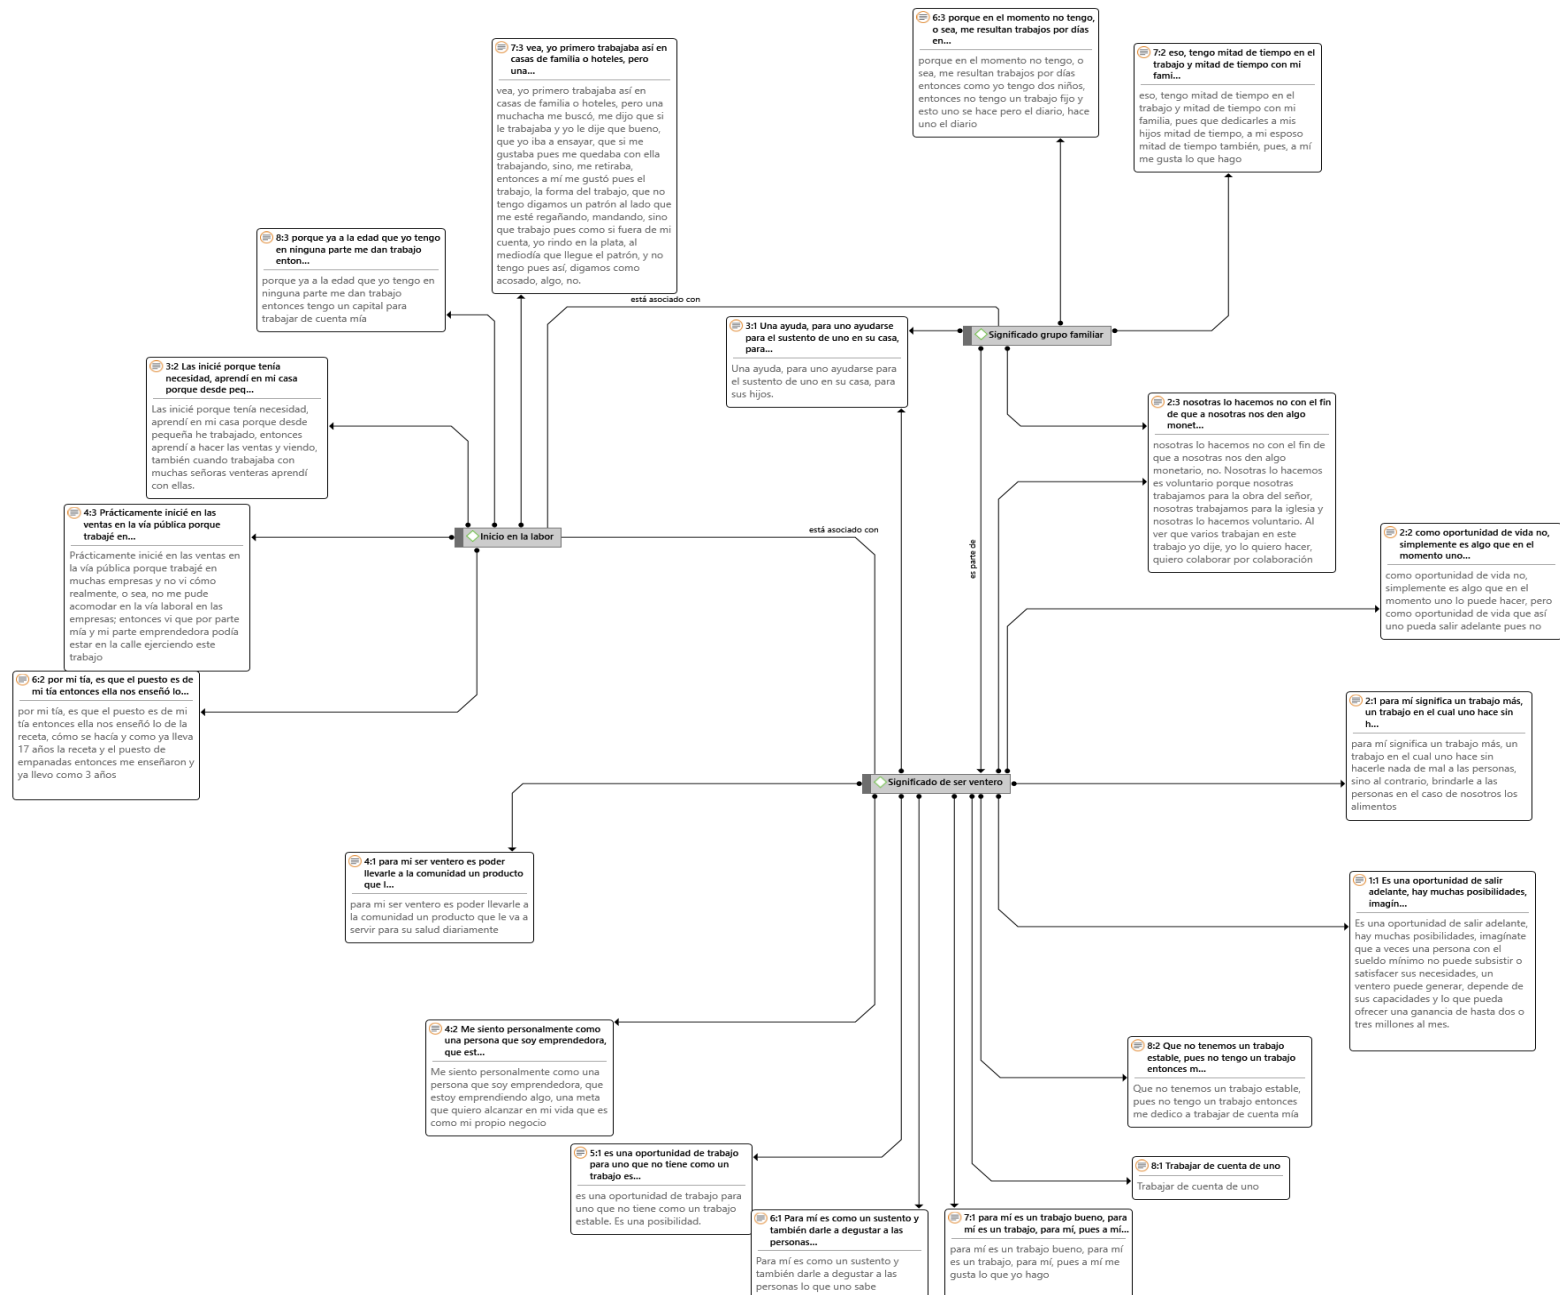 6:3 porque en el momento no tengo,
o sea, me resultan trabajos por días
en...
porque en el momento no tengo, o
sea, me resultan trabajos por días
entonces como yo tengo dos niños,
entonces no tengo un trabajo fijo y
esto uno se hace pero el diario, hace
uno el diario
7:3 vea, yo primero trabajaba así en
casas de familia o hoteles, pero
una...
vea, yo primero trabajaba así en
casas de familia o hoteles, pero una
muchacha me buscó, me dijo que si
le trabajaba y yo le dije que bueno,
que yo iba a ensayar, que si me
gustaba pues me quedaba con ella
trabajando, sino, me retiraba,
entonces a mí me gustó pues el
trabajo, la forma del trabajo, que no
tengo digamos un patrón al lado que
me esté regañando, mandando, sino
que trabajo pues como si fuera de mi
cuenta, yo rindo en la plata, al
mediodía que llegue el patrón, y no
tengo pues así, digamos como
acosado, algo, no.
7:2 eso, tengo mitad de tiempo en el
trabajo y mitad de tiempo con mi
fami...
eso, tengo mitad de tiempo en el
trabajo y mitad de tiempo con mi
familia, pues que dedicarles a mis
hijos mitad de tiempo, a mi esposo
mitad de tiempo también, pues, a mí
me gusta lo que hago
8:3 porque ya a la edad que yo tengo
en ninguna parte me dan trabajo
enton...
porque ya a la edad que yo tengo en
ninguna parte me dan trabajo
entonces tengo un capital para
trabajar de cuenta mía
está asociado con
3:1 Una ayuda, para uno ayudarse
para el sustento de uno en su casa,
para...
Una ayuda, para uno ayudarse para
el sustento de uno en su casa, para
sus hijos.
Significado grupo familiar
3:2 Las inicié porque tenía
necesidad, aprendí en mi casa
porque desde peq...
Las inicié porque tenía necesidad,
aprendí en mi casa porque desde
pequeña he trabajado, entonces
aprendí a hacer las ventas y viendo,
también cuando trabajaba con
muchas señoras venteras aprendí
con ellas.
2:3 nosotras lo hacemos no con el fin
de que a nosotras nos den algo
monet...
nosotras lo hacemos no con el fin de
que a nosotras nos den algo
monetario, no. Nosotras lo hacemos
es voluntario porque nosotras
trabajamos para la obra del señor,
nosotras trabajamos para la iglesia y
nosotras lo hacemos voluntario. Al
ver que varios trabajan en este
trabajo yo dije, yo lo quiero hacer,
quiero colaborar por colaboración
4:3 Prácticamente inicié en las
ventas en la vía pública porque
trabajé en...
Prácticamente inicié en las ventas en
la vía pública porque trabajé en
muchas empresas y no vi cómo
realmente, o sea, no me pude
acomodar en la vía laboral en las
empresas; entonces vi que por parte
mía y mi parte emprendedora podía
estar en la calle ejerciendo este
trabajo
Inicio en la labor
está asociado con
es parte de
2:2 como oportunidad de vida no,
simplemente es algo que en el
momento uno...
como oportunidad de vida no,
simplemente es algo que en el
momento uno lo puede hacer, pero
como oportunidad de vida que así
uno pueda salir adelante pues no
6:2 por mi tía, es que el puesto es de
mi tía entonces ella nos enseñó lo...
por mi tía, es que el puesto es de mi
tía entonces ella nos enseñó lo de la
receta, cómo se hacía y como ya lleva
17 años la receta y el puesto de
empanadas entonces me enseñaron y
ya llevo como 3 años
2:1 para mí significa un trabajo más,
un trabajo en el cual uno hace sin
h...
para mí significa un trabajo más, un
trabajo en el cual uno hace sin
hacerle nada de mal a las personas,
sino al contrario, brindarle a las
personas en el caso de nosotros los
alimentos
Significado de ser ventero
4:1 para mi ser ventero es poder
llevarle a la comunidad un producto
que l...
para mi ser ventero es poder llevarle a
la comunidad un producto que le va a
servir para su salud diariamente
1:1 Es una oportunidad de salir
adelante, hay muchas posibilidades,
imagín...
Es una oportunidad de salir adelante,
hay muchas posibilidades, imagínate
que a veces una persona con el
sueldo mínimo no puede subsistir o
satisfacer sus necesidades, un
ventero puede generar, depende de
sus capacidades y lo que pueda
ofrecer una ganancia de hasta dos o
tres millones al mes.
4:2 Me siento personalmente como
una persona que soy emprendedora,
que est...
Me siento personalmente como una
persona que soy emprendedora, que
estoy emprendiendo algo, una meta
que quiero alcanzar en mi vida que es
como mi propio negocio
8:2 Que no tenemos un trabajo
estable, pues no tengo un trabajo
entonces m...
Que no tenemos un trabajo estable,
pues no tengo un trabajo entonces
me dedico a trabajar de cuenta mía
5:1 es una oportunidad de trabajo
para uno que no tiene como un
trabajo es...
es una oportunidad de trabajo para
uno que no tiene como un trabajo
estable. Es una posibilidad.
8:1 Trabajar de cuenta de uno
Trabajar de cuenta de uno
6:1 Para mí es como un sustento y
también darle a degustar a las
personas...
Para mí es como un sustento y
también darle a degustar a las
personas lo que uno sabe
7:1 para mí es un trabajo bueno, para
mí es un trabajo, para mí, pues a mí...
para mí es un trabajo bueno, para mí
es un trabajo, para mí, pues a mí me
gusta lo que yo hago